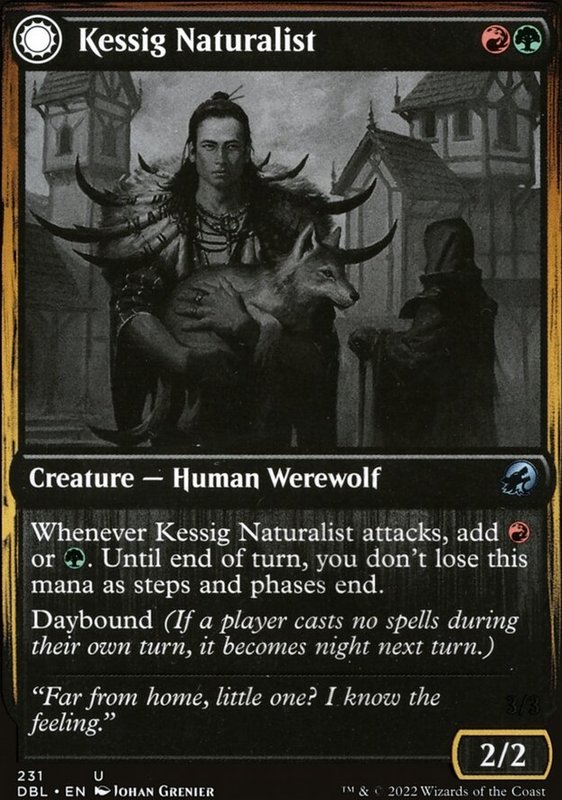 Kessig Naturalist
Creature — Human Werewolf
Whenever Kessig Naturalist attacks, add
or . Until end of turn, you don't lose this
mana as steps and phases end.
Daybound (If a player casts no spells during
their own turn, it becomes night next turn.)
“Far from home, little one? I know the
feeling.”
3/3
2/2
231 U
DBL • EN Johan Grenier
™ & © 2022 Wizards of the Coast